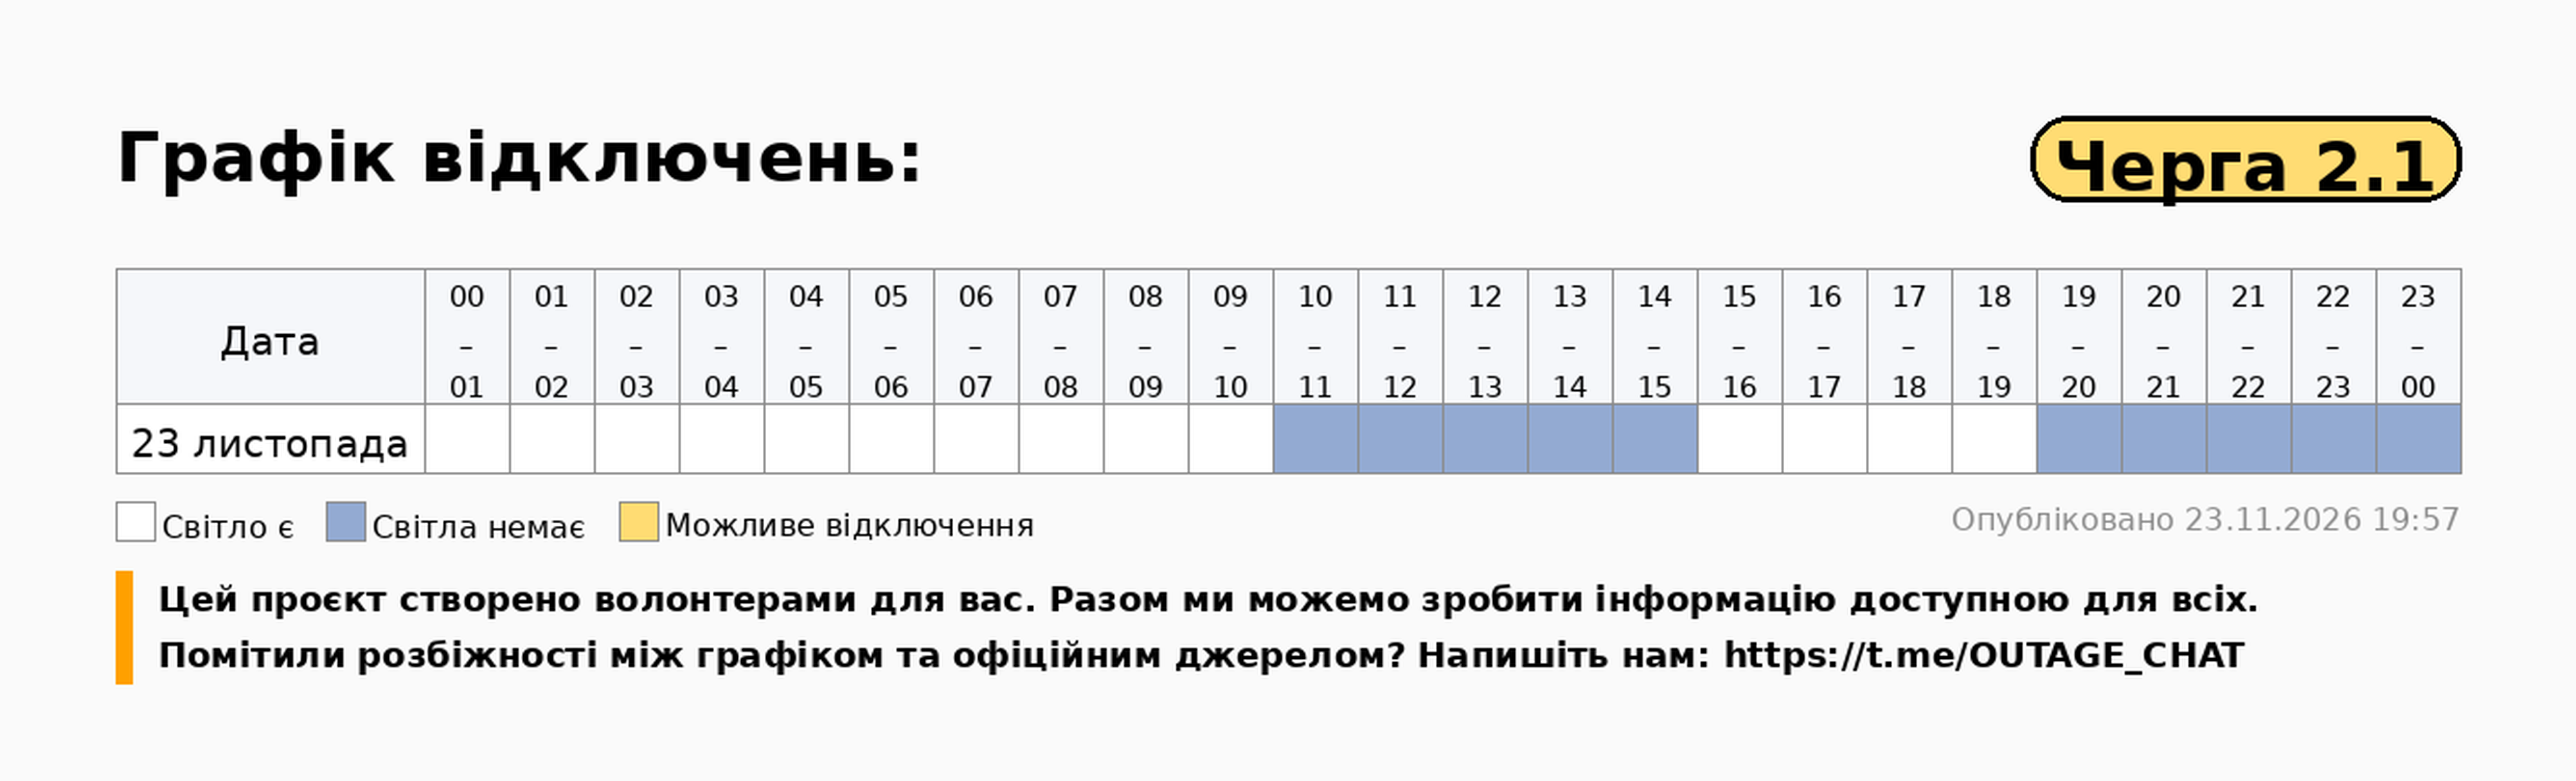 Графік відключень:
Черга 2.1
Дата 00 – 01 01 – 02 02 – 03 03 – 04 04 – 05 05 – 06 06 – 07 07 – 08 08 – 09 09 – 10 10 – 11 11 – 12 12 – 13 13 – 14 14 – 15 15 – 16 16 – 17 17 – 18 18 – 19 19 – 20 20 – 21 21 – 22 22 – 23 23 – 00
23 листопада
Світло є Світла немає Можливе відключення
Опубліковано 23.11.2026 19:57
Цей проєкт створено волонтерами для вас. Разом ми можемо зробити інформацію доступною для всіх.
Помітили розбіжності між графіком та офіційним джерелом? Напишіть нам: https://t.me/OUTAGE_CHAT